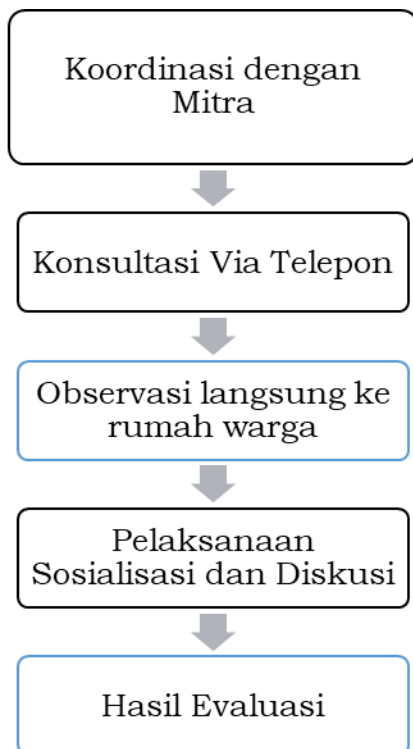 Koordinasi dengan
Mitra
Konsultasi Via Telepon
Observasi langsung ke
rumah warga
Pelaksanaan
Sosialisasi dan Diskusi
Hasil Evaluasi